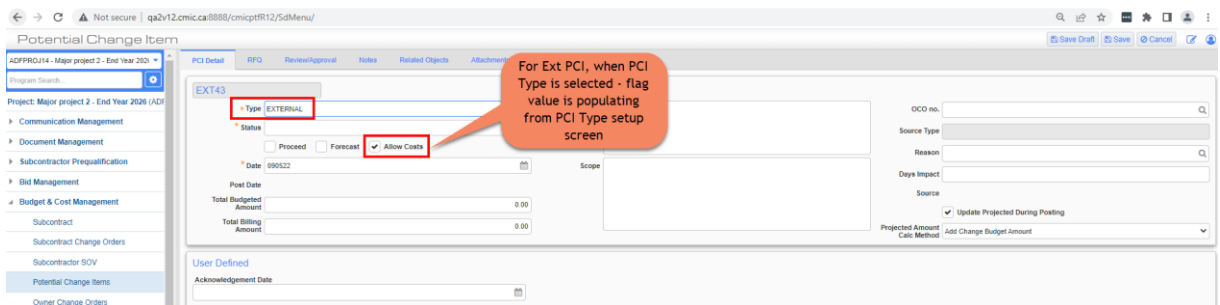 Not secure | qa2v12.cmic.ca:8888/cmicptfR12/SdMenu/
Potential Change Item
Save Draft Save Cancel
ADFPROJ14 - Major project 2 - End Year 202
Program Search...
Project: Major project 2 - End Year 2026 (ADF
Communication Management
Document Management
Subcontractor Prequalification
Bid Management
Budget & Cost Management
Subcontract
Subcontract Change Orders
Subcontractor SOV
Potential Change Items
Owner Change Orders
PCI Detail RFQ Review/Approval Notes Related Objects Attachments
For Ext PCI, when PCI
Type is selected - flag
value is populating
from PCI Type setup
screen
EXT43
* Type EXTERNAL
* Status
Proceed Forecast Allow Costs
* Date 090522
Post Date
Total Budgeted
Amount 0.00
Total Billing
Amount 0.00
Scope
OCO no.
Source Type
Reason
Days Impact
Source
Update Projected During Posting
Projected Amount
Calc Method Add Change Budget Amount
User Defined
Acknowledgement Date